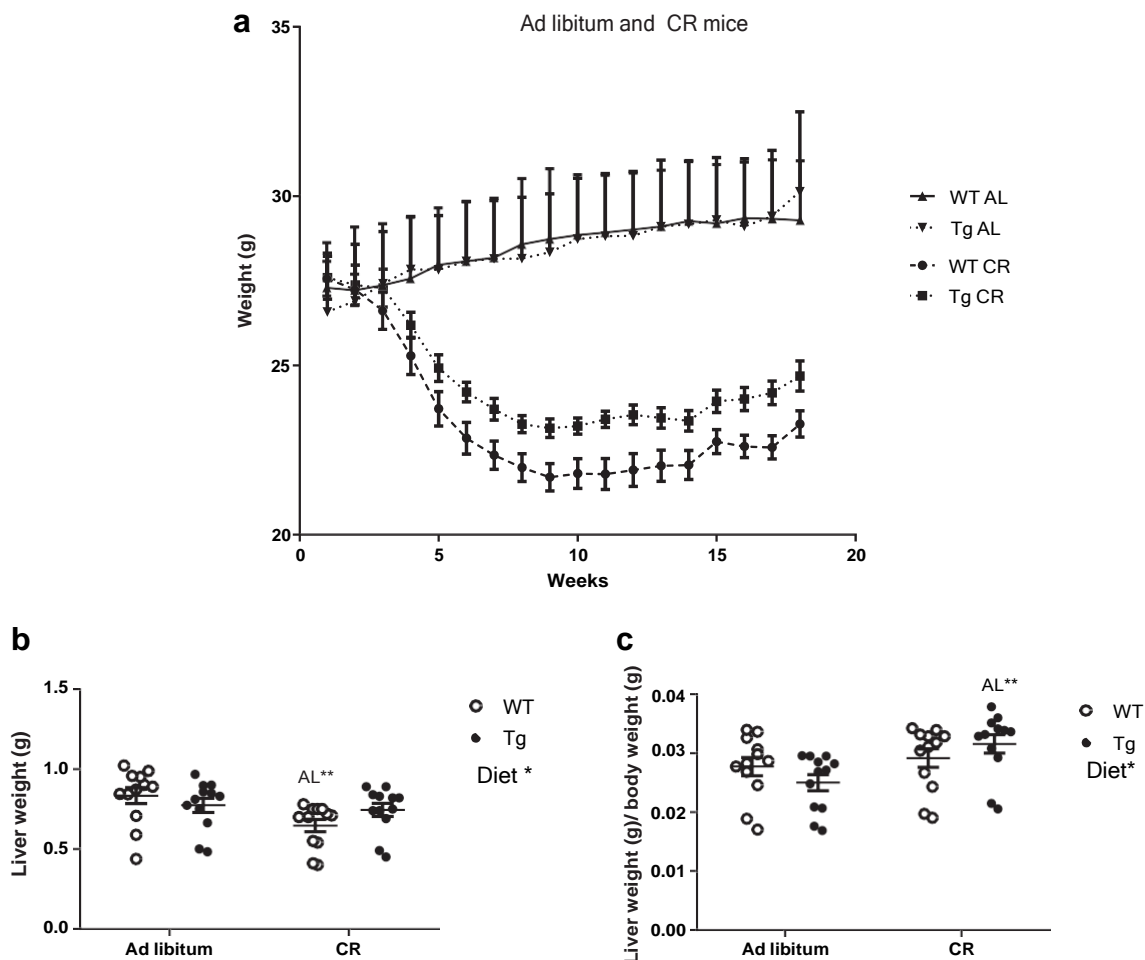 a
Ad libitum and CR mice
35
30
25
20
Weight (g)
0
5
10
15
20
Weeks
WT AL
Tg AL
WT CR
Tg CR
b
Liver weight (g)
1.5
1.0
0.5
0.0
AL**
Ad libitum
CR
WT
Tg
Diet *
c
Liver weight (g)/ body weight (g)
0.04
0.03
0.02
0.01
0.00
AL**
Ad libitum
CR
WT
Tg
Diet*